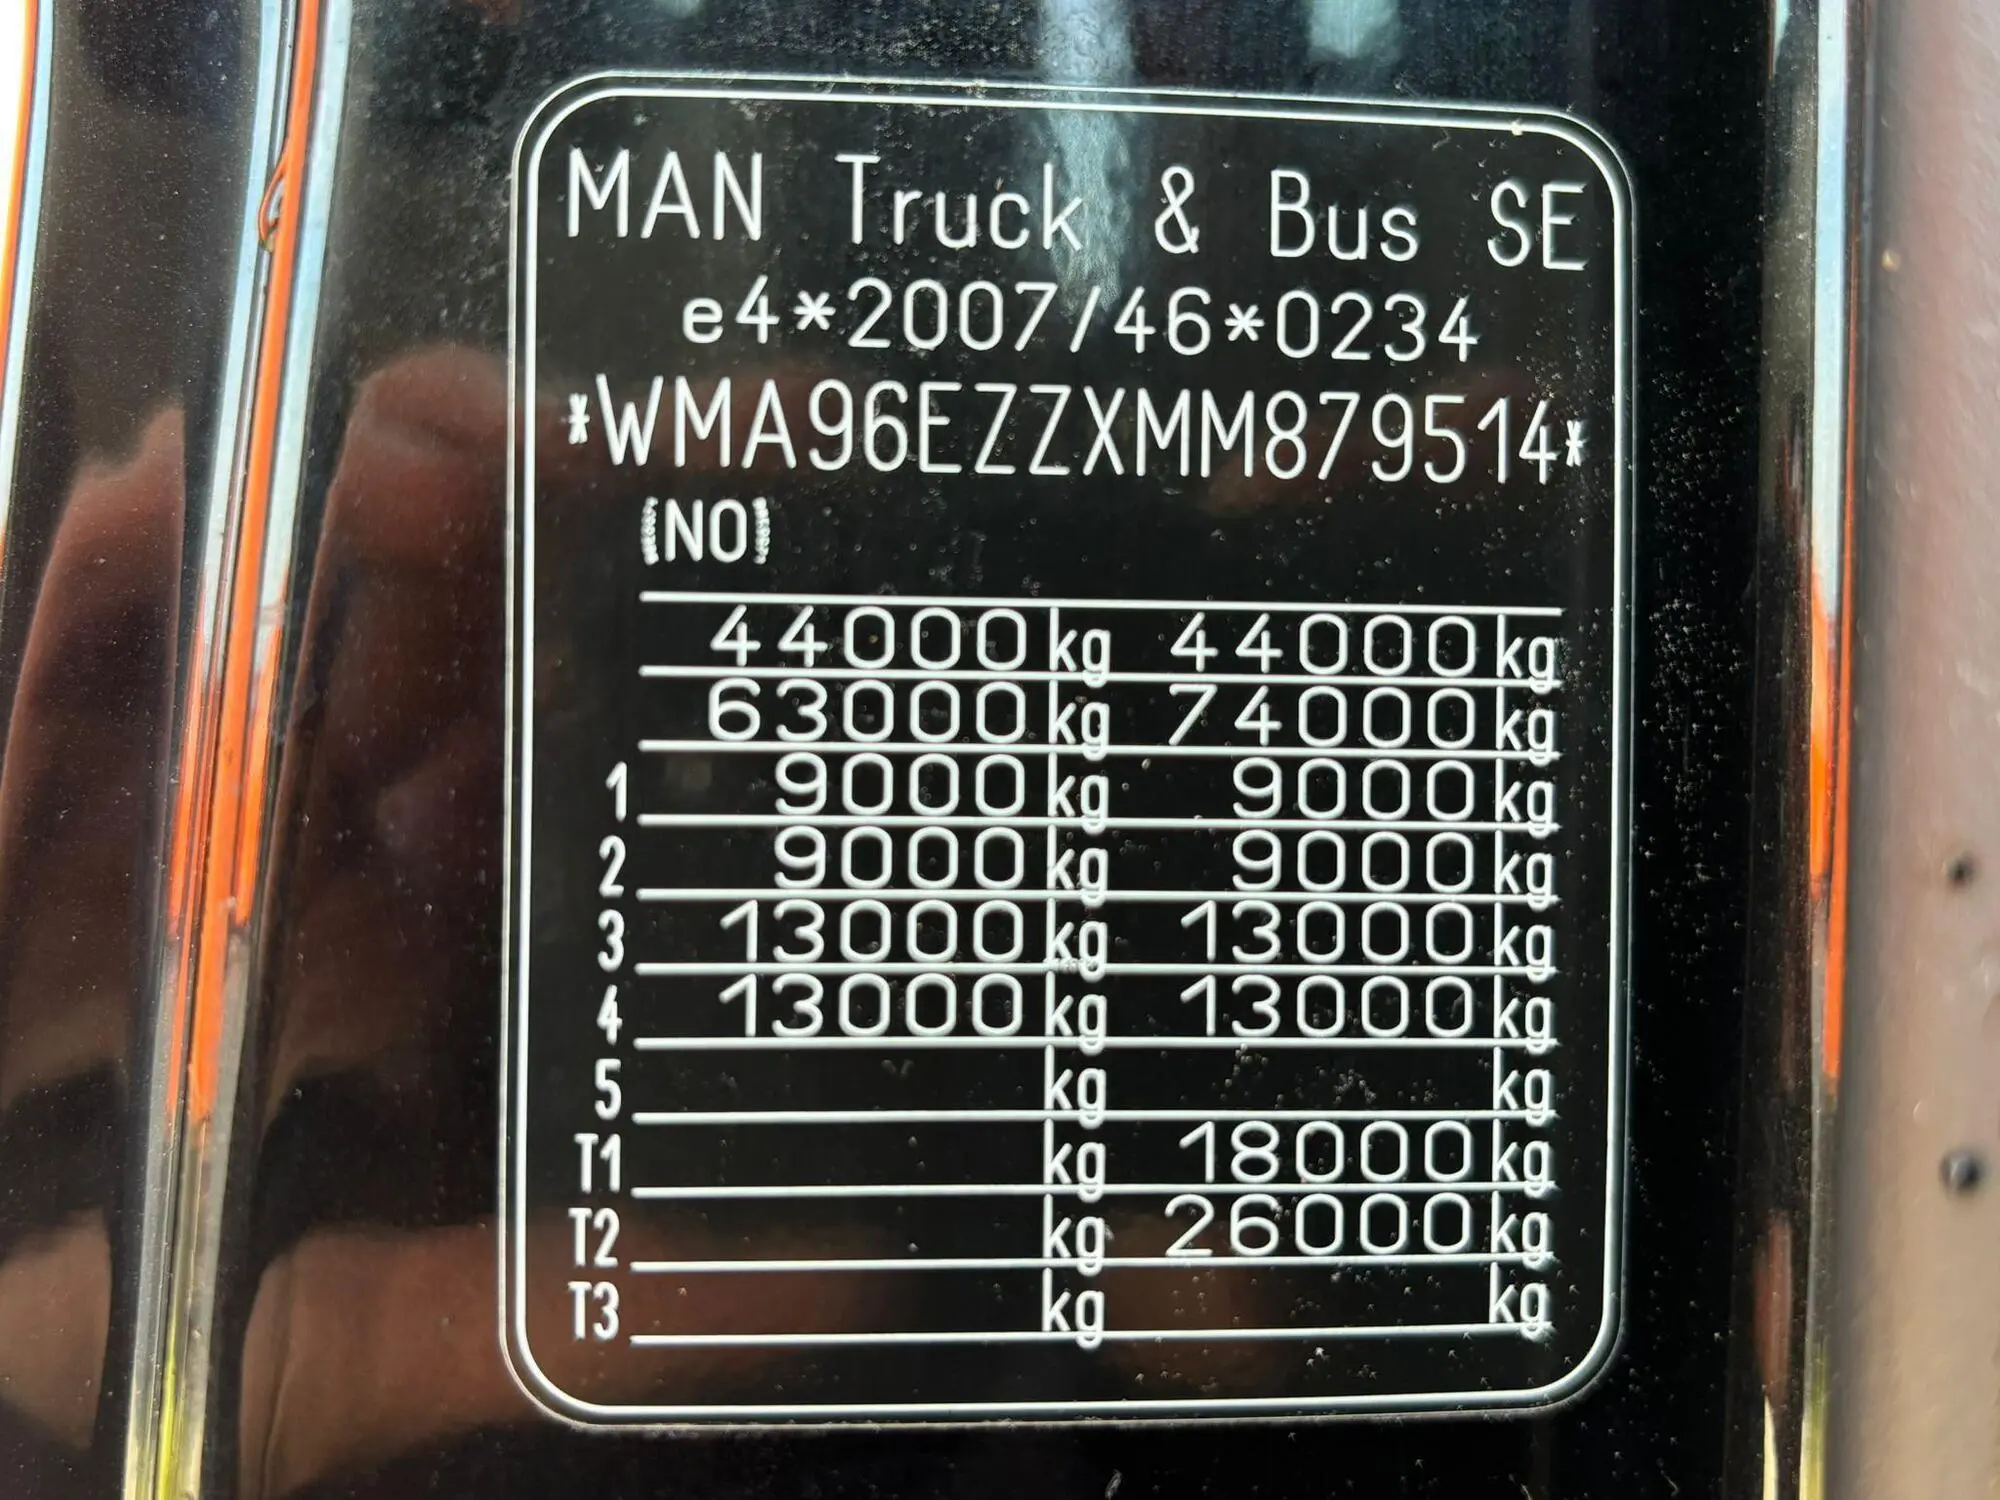 MAN Truck & Bus SE
e4*2007/46*0234
*WMA96EZZXMM879514*
(NO)
44000 kg 44000 kg
63000 kg 74000 kg
1 9000 kg 9000 kg
2 9000 kg 9000 kg
3 13000 kg 13000 kg
4 13000 kg 13000 kg
5 kg kg
T1 kg 18000 kg
T2 kg 26000 kg
T3 kg kg